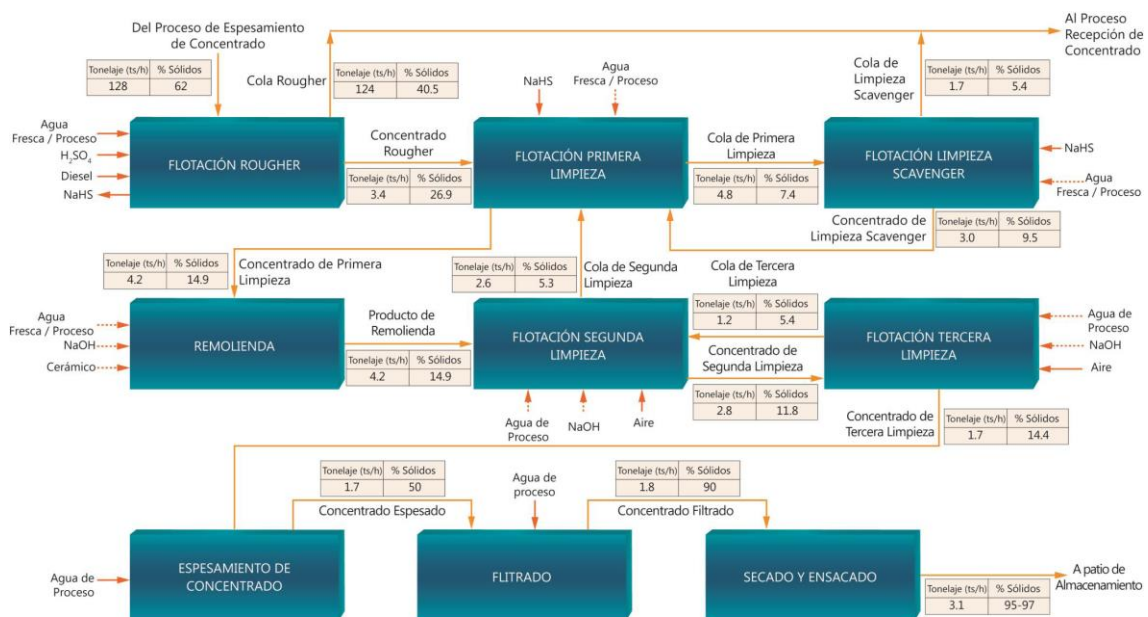 Del Proceso de Espesamiento
de Concentrado
Tonelaje (ts/h) % Sólidos
128 62
Cola Rougher
Tonelaje (ts/h) % Sólidos
124 40.5
NaHS
Agua
Fresca / Proceso
Cola de
Limpieza
Scavenger
Tonelaje (ts/h) % Sólidos
1.7 5.4
Al Proceso
Recepción de
Concentrado
Agua
Fresca / Proceso
H2SO4
Diesel
NaHS
FLOTACIÓN ROUGHER
Concentrado
Rougher
Tonelaje (ts/h) % Sólidos
3.4 26.9
FLOTACIÓN PRIMERA
LIMPIEZA
Cola de Primera
Limpieza
Tonelaje (ts/h) % Sólidos
4.8 7.4
FLOTACIÓN LIMPIEZA
SCAVENGER
NaHS
Agua
Fresca / Proceso
Concentrado de
Limpieza Scavenger
Tonelaje (ts/h) % Sólidos
3.0 9.5
Tonelaje (ts/h) % Sólidos
4.2 14.9
Concentrado de Primera
Limpieza
Tonelaje (ts/h) % Sólidos
2.6 5.3
Cola de Segunda
Limpieza
Cola de Tercera
Limpieza
Tonelaje (ts/h) % Sólidos
1.2 5.4
Agua
Fresca / Proceso
NaOH
Cerámico
REMOLIENDA
Producto de
Remolienda
Tonelaje (ts/h) % Sólidos
4.2 14.9
FLOTACIÓN SEGUNDA
LIMPIEZA
Concentrado de
Segunda Limpieza
Tonelaje (ts/h) % Sólidos
2.8 11.8
FLOTACIÓN TERCERA
LIMPIEZA
Agua de
Proceso
NaOH
Aire
Agua de
Proceso
NaOH
Aire
Concentrado de
Tercera Limpieza
Tonelaje (ts/h) % Sólidos
1.7 14.4
Tonelaje (ts/h) % Sólidos
1.7 50
Concentrado Espesado
Agua de
proceso
Tonelaje (ts/h) % Sólidos
1.8 90
Concentrado Filtrado
Agua de
Proceso
ESPESAMIENTO DE
CONCENTRADO
FLITRADO
SECADO Y ENSACADO
A patio de
Almacenamiento
Tonelaje (ts/h) % Sólidos
3.1 95-97